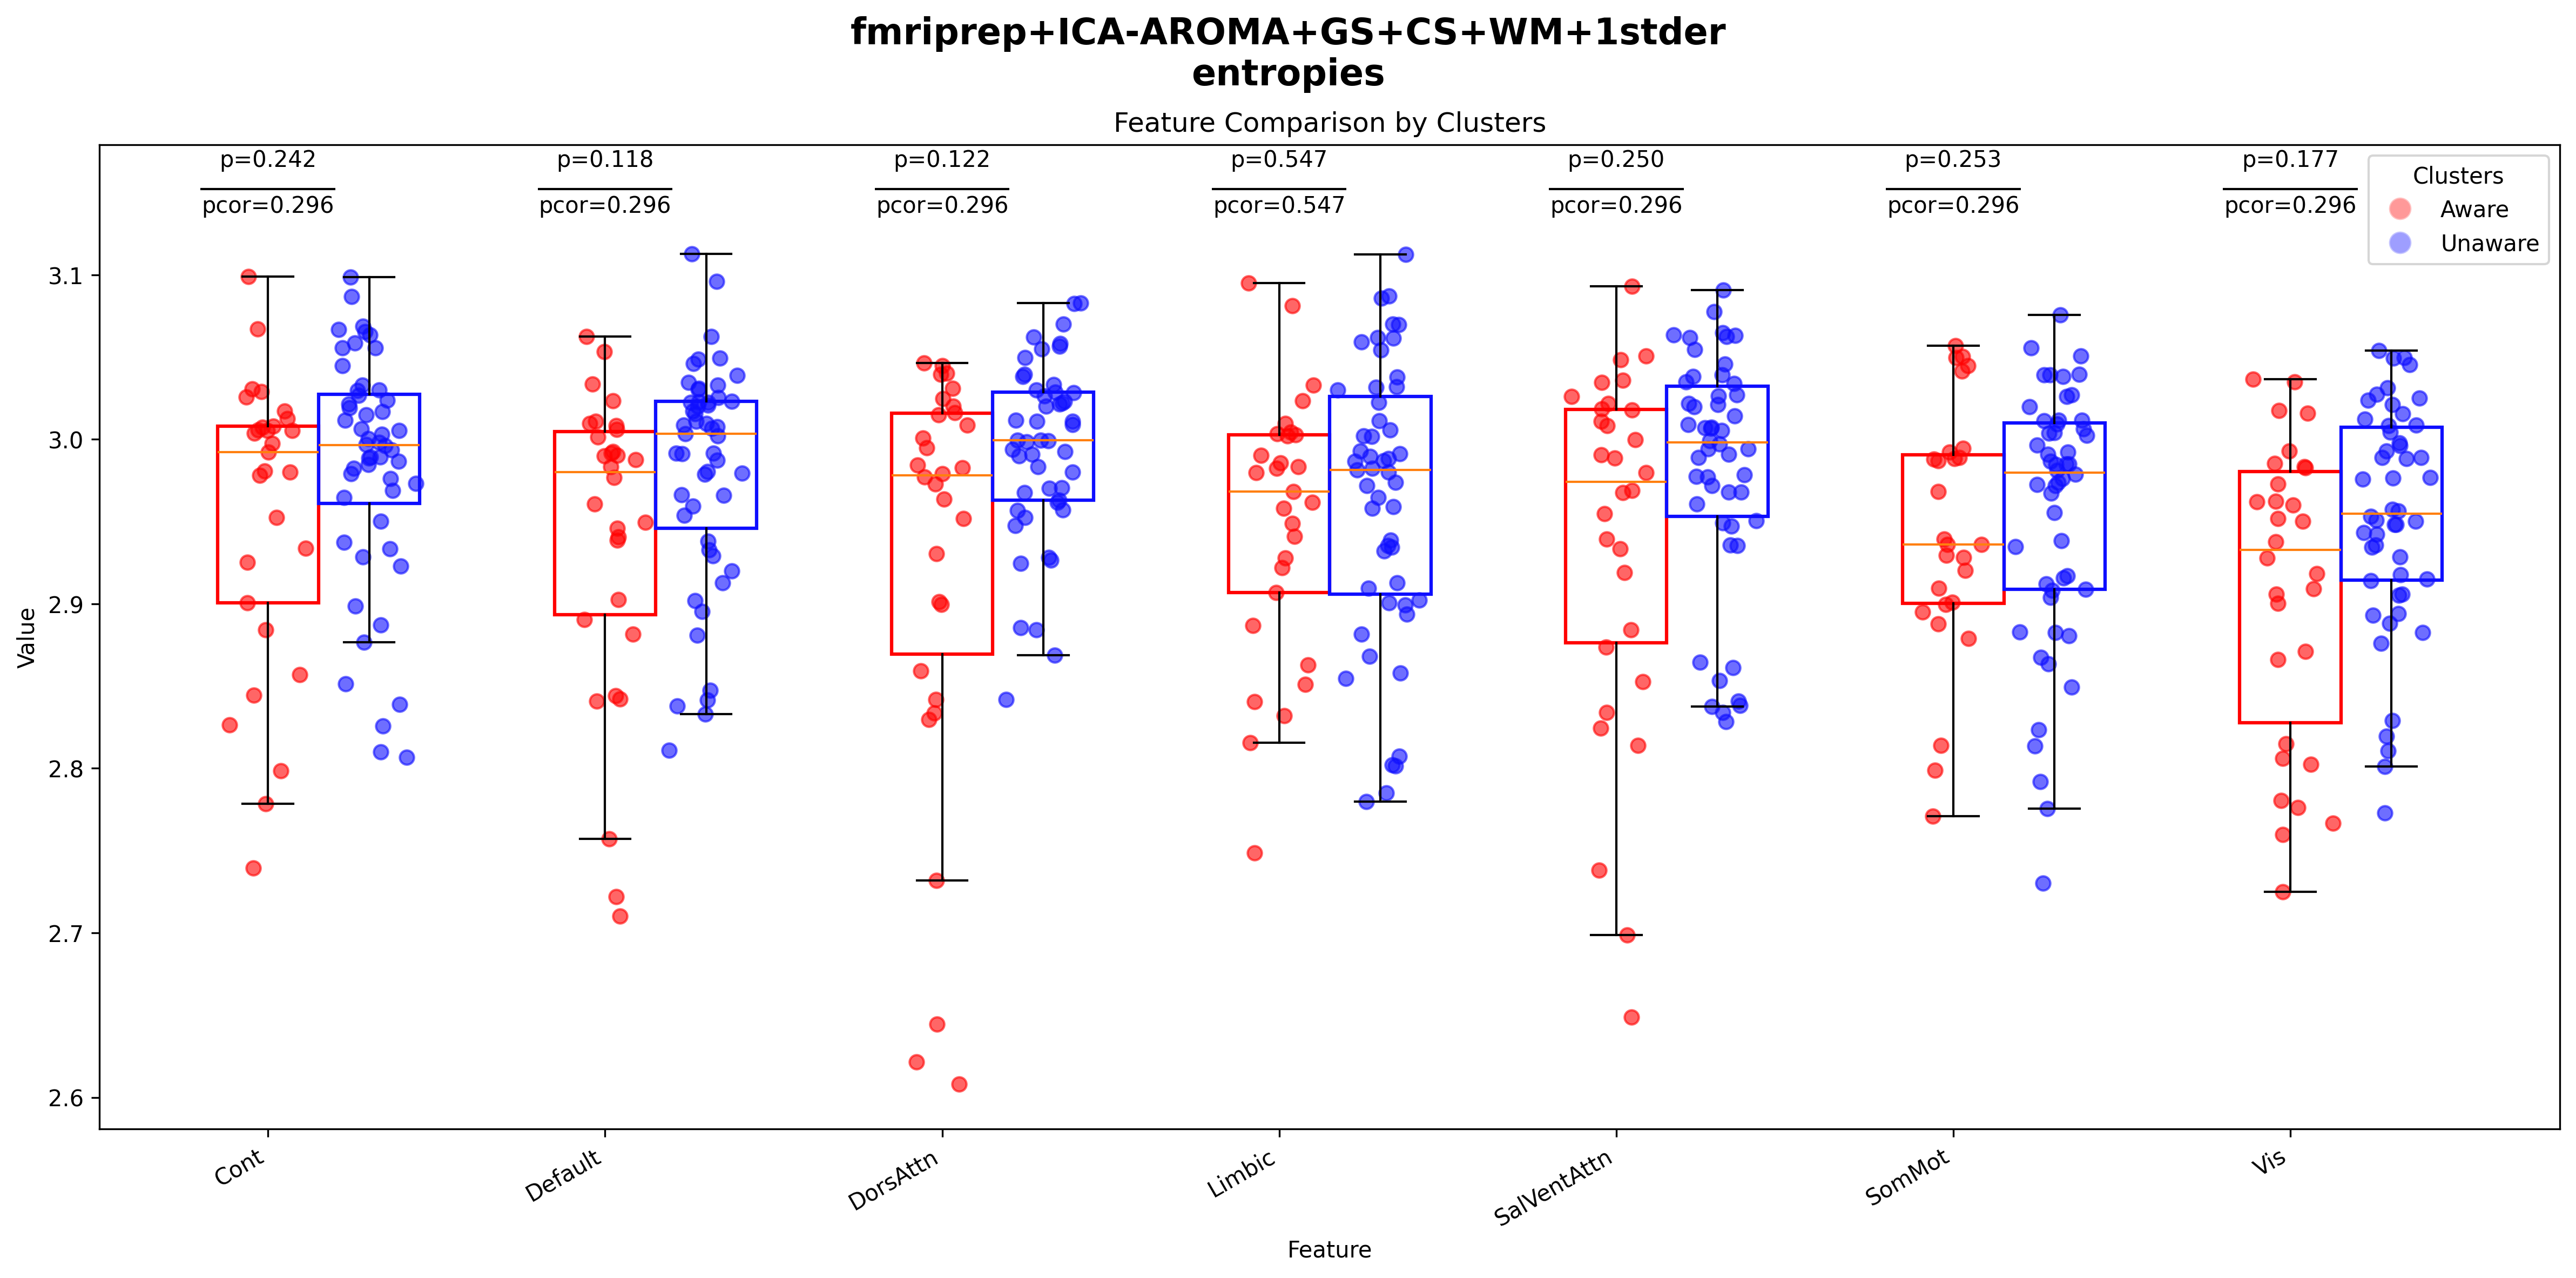 fmriprep+ICA-AROMA+GS+CS+WM+1stder
entropies
Feature Comparison by Clusters
p=0.242 p=0.118 p=0.122 p=0.547 p=0.250 p=0.253 p=0.177
pcor=0.296 pcor=0.296 pcor=0.296 pcor=0.547 pcor=0.296 pcor=0.296 pcor=0.296
Clusters
Aware
Unaware
Value
3.1
3.0
2.9
2.8
2.7
2.6
Cont Default DorsAttn Limbic SalVentAttn SomMot Vis
Feature